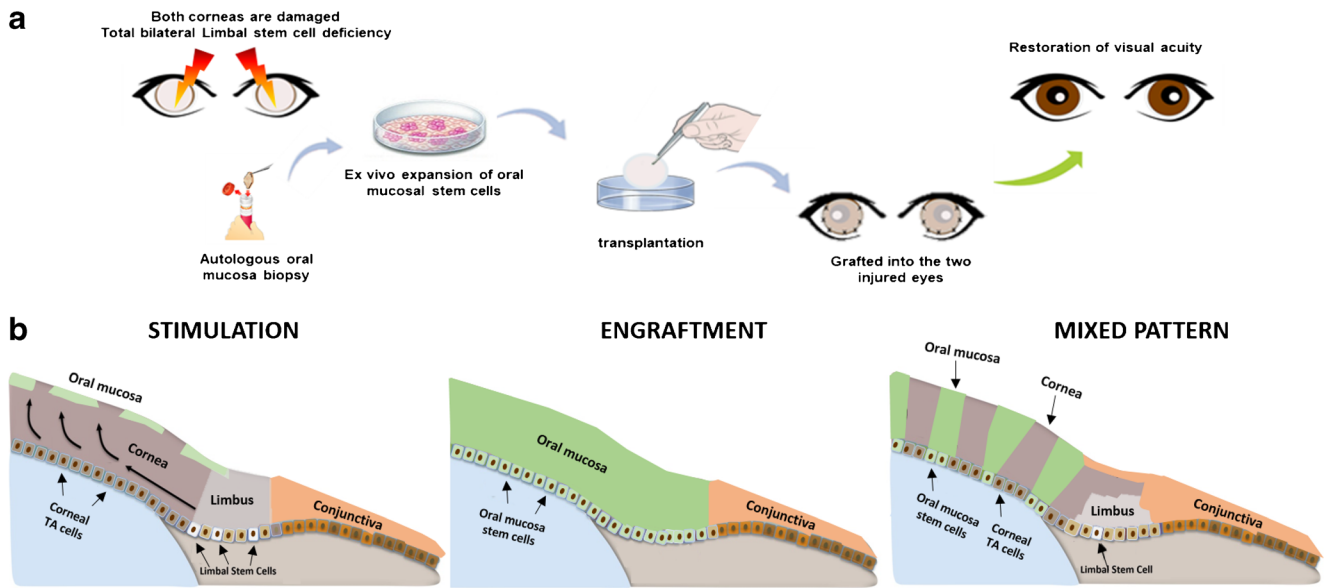 a
Both corneas are damaged
Total bilateral Limbal stem cell deficiency
Autologous oral
mucosa biopsy
Ex vivo expansion of oral
mucosal stem cells
transplantation
Grafted into the two
injured eyes
Restoration of visual acuity
b
STIMULATION
Oral mucosa
Cornea
Limbus
Conjunctiva
Corneal
TA cells
Limbal Stem Cells
ENGRAFTMENT
Oral mucosa
Conjunctiva
Oral mucosa
stem cells
MIXED PATTERN
Oral mucosa
Cornea
Conjunctiva
Limbus
Oral mucosa
stem cells
Corneal
TA cells
Limbal Stem Cell